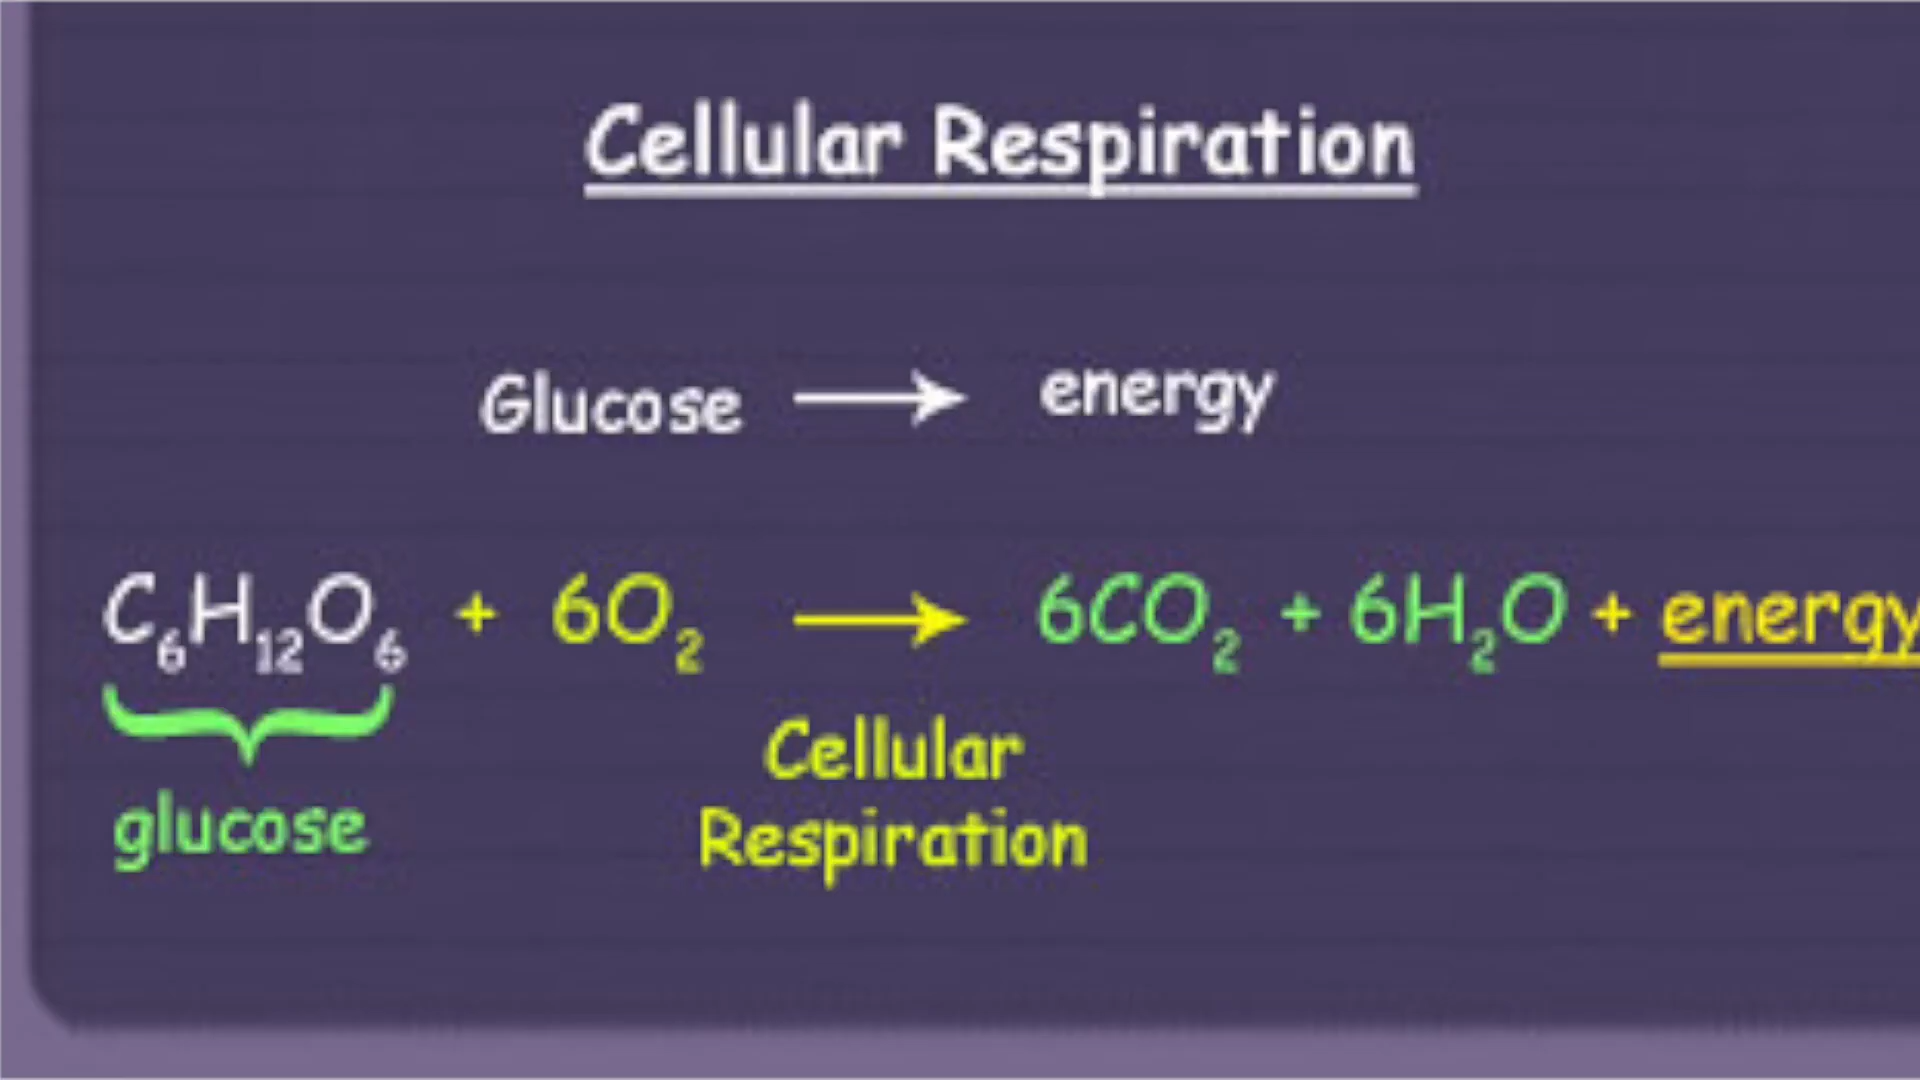 Cellular Respiration
Glucose → energy
C₆H₁₂O₆ + 6O₂ → 6CO₂ + 6H₂O + energy
glucose
Cellular
Respiration